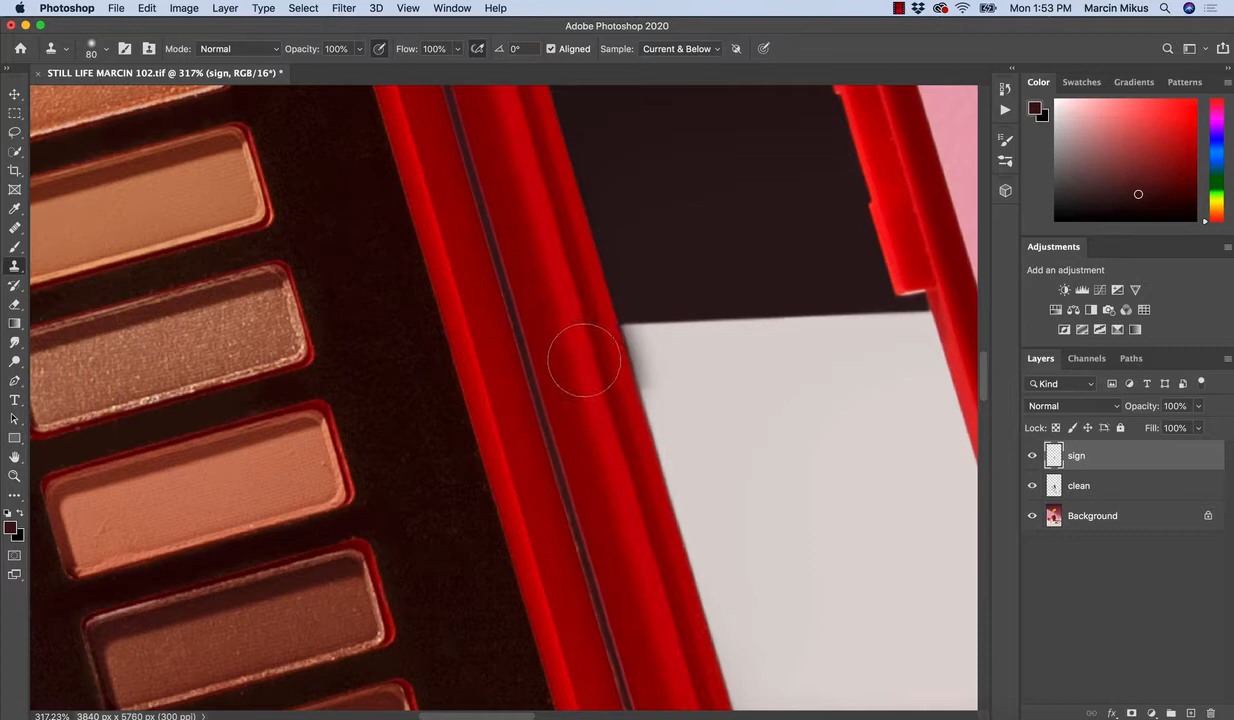 Photoshop File Edit Image Layer Type Select Filter 3D View Window Help Mon 1:53 PM Marcin Mikus
Adobe Photoshop 2020
80 Mode: Normal Opacity: 100% Flow: 100% 0° Aligned Sample: Current & Below
× STILL LIFE MARCIN 102.tif @ 317% (sign, RGB/16*) *
Color Swatches Gradients Patterns
Adjustments
Add an adjustment
Layers Channels Paths
Kind
Normal Opacity: 100%
Lock: Fill: 100%
sign
clean
Background
317.23% 3840 px x 5760 px (300 ppi)